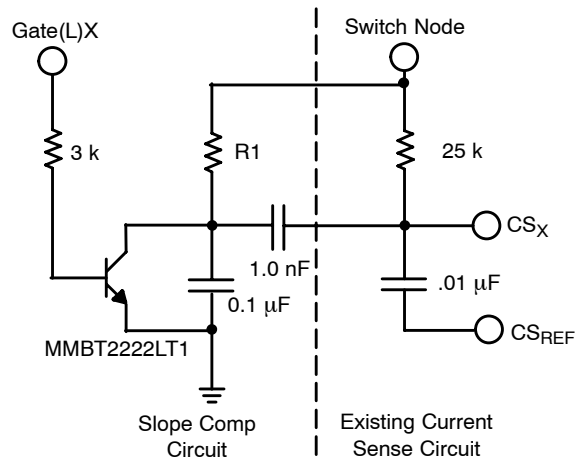 Gate(L)X
Switch Node
3 k
R1
25 k
CSX
1.0 nF
0.1 μF
.01 μF
MMBT2222LT1
CSREF
Slope Comp
Circuit
Existing Current
Sense Circuit